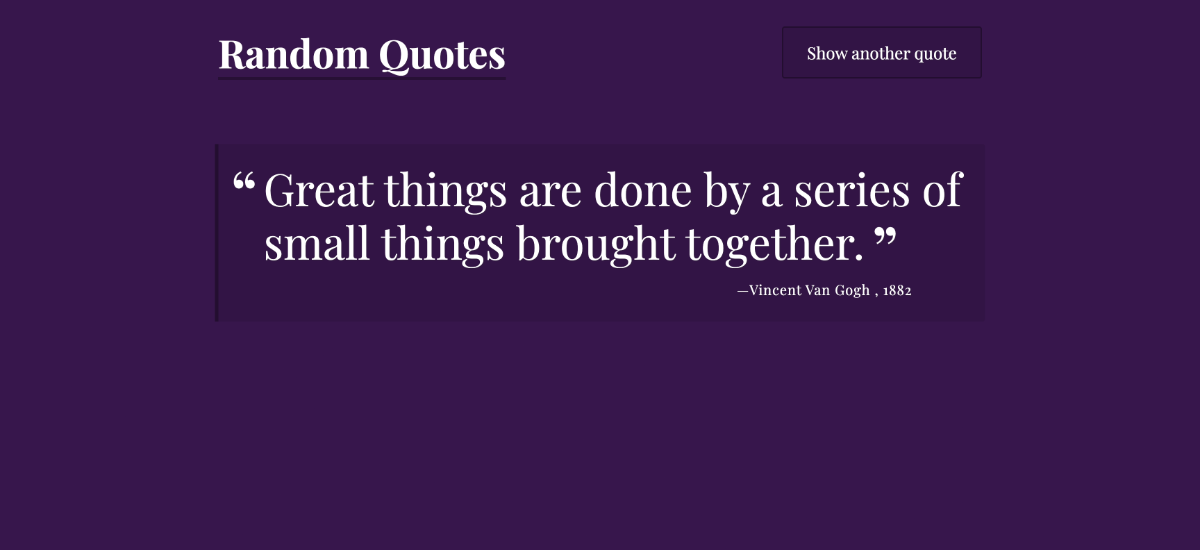 Random Quotes
Show another quote
“ Great things are done by a series of
small things brought together. ”
—Vincent Van Gogh , 1882